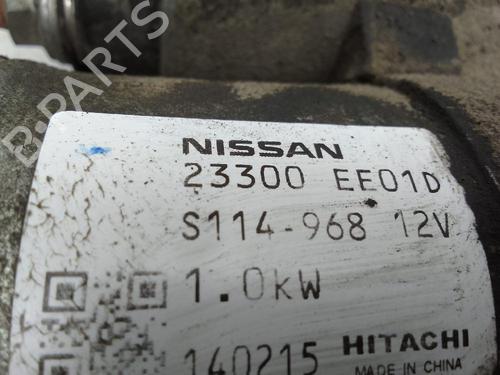 B-PARTS
NISSAN
23300 EE01D
S114-968 12V
1.0kW
140215 HITACHI
MADE IN CHINA